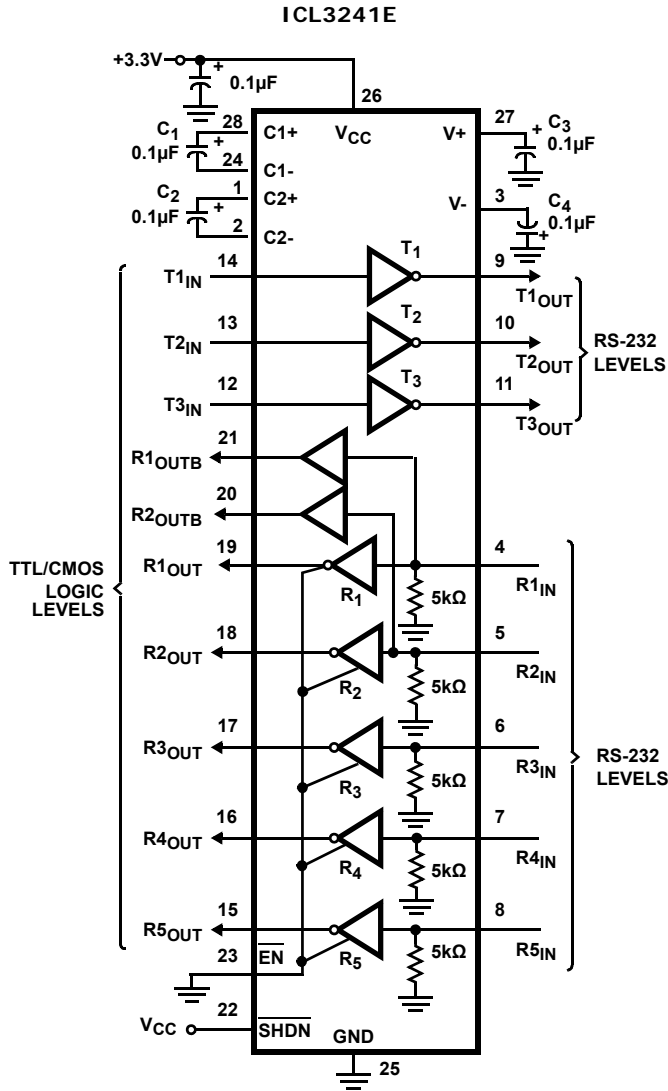 ICL3241E
+3.3V
+
0.1µF
26
VCC
C1
0.1µF
+
28
C1+
24
C1-
C2
0.1µF
+
1
C2+
2
C2-
27
V+
+
C3
0.1µF
3
V-
C4
0.1µF
+
T1IN
14
T1
9
T1OUT
T2IN
13
T2
10
T2OUT
T3IN
12
T3
11
T3OUT
RS-232
LEVELS
21
R1OUTB
20
R2OUTB
TTL/CMOS
LOGIC
LEVELS
19
R1OUT
R1
5kΩ
4
R1IN
18
R2OUT
R2
5kΩ
5
R2IN
17
R3OUT
R3
5kΩ
6
R3IN
RS-232
LEVELS
16
R4OUT
R4
5kΩ
7
R4IN
15
R5OUT
R5
5kΩ
8
R5IN
23
EN
22
VCC
SHDN
GND
25